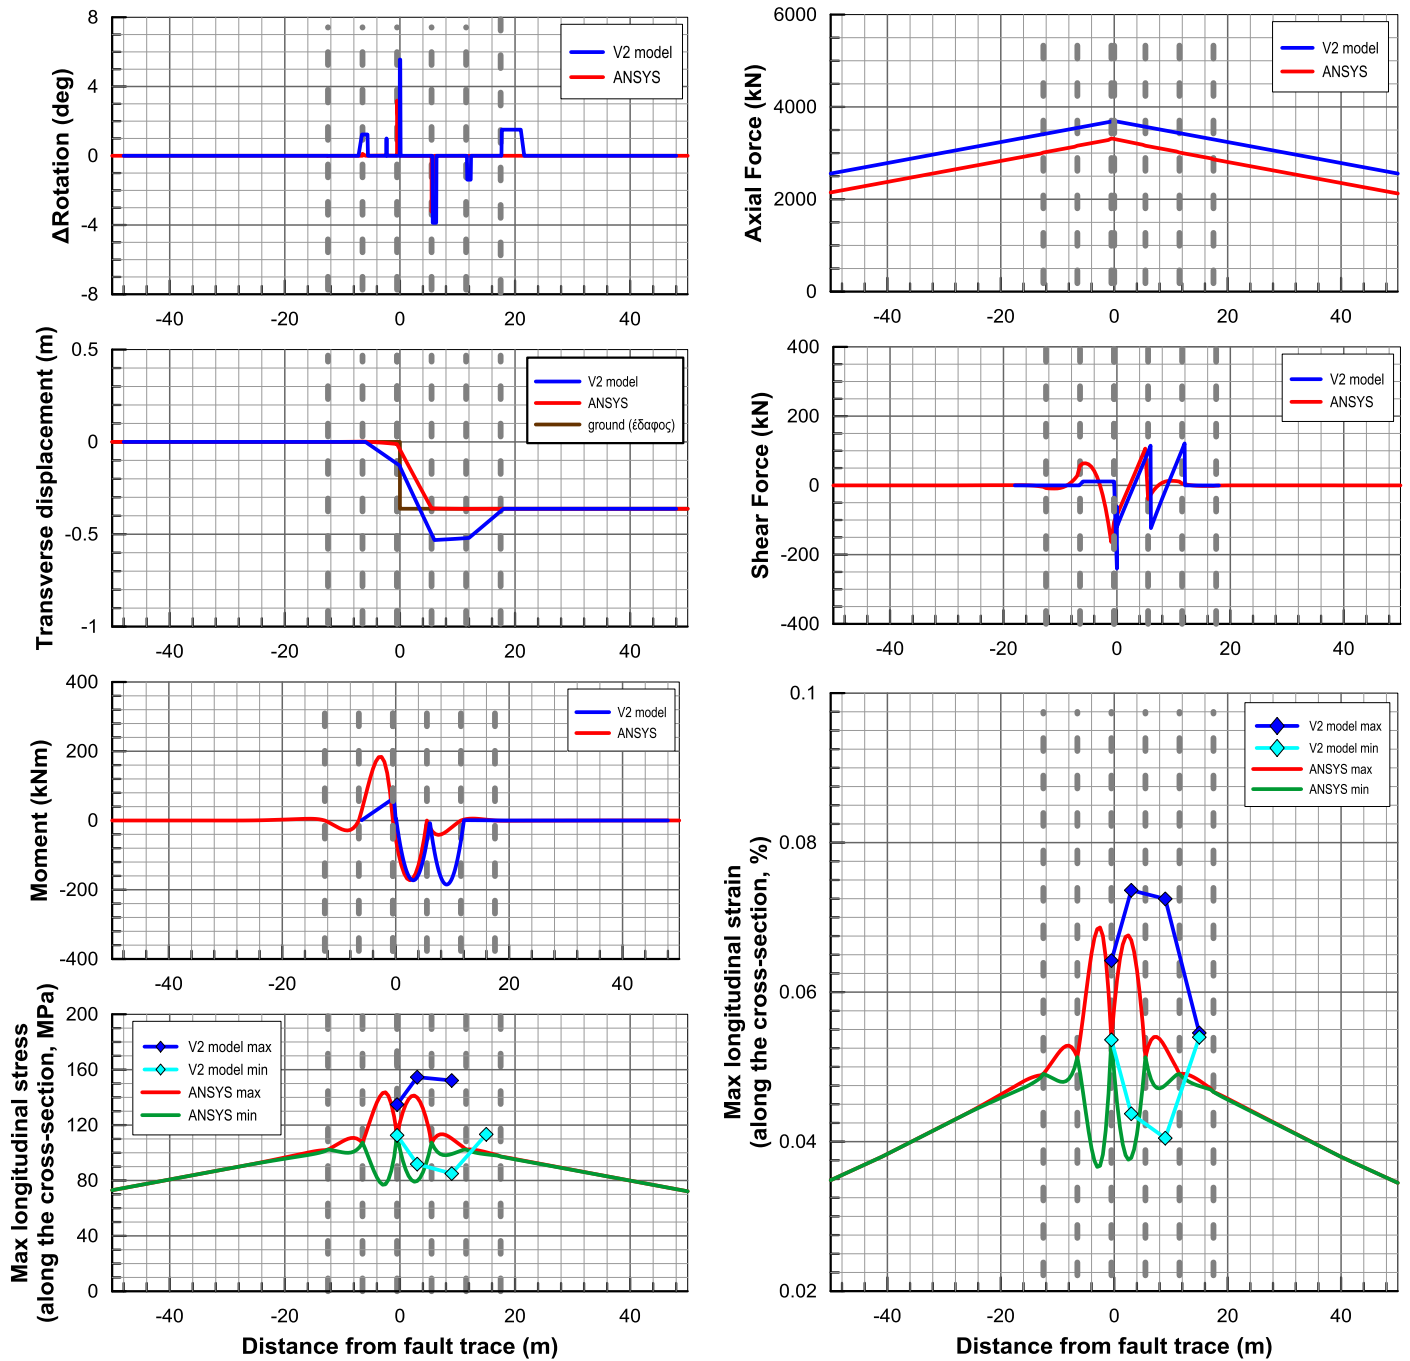 ΔRotation (deg)
8
4
0
-4
-8
V2 model
ANSYS
-40
-20
0
20
40
Axial Force (kN)
6000
4000
2000
0
V2 model
ANSYS
-40
-20
0
20
40
Transverse displacement (m)
0.5
0
-0.5
-1
V2 model
ANSYS
ground (έδαφος)
-40
-20
0
20
40
Shear Force (kN)
400
200
0
-200
-400
V2 model
ANSYS
-40
-20
0
20
40
Moment (kNm)
400
200
0
-200
-400
V2 model
ANSYS
-40
-20
0
20
40
Max longitudinal stress
(along the cross-section, MPa)
200
160
120
80
40
0
V2 model max
V2 model min
ANSYS max
ANSYS min
-40
-20
0
20
40
Distance from fault trace (m)
Max longitudinal strain
(along the cross-section, %)
0.1
0.08
0.06
0.04
0.02
V2 model max
V2 model min
ANSYS max
ANSYS min
-40
-20
0
20
40
Distance from fault trace (m)